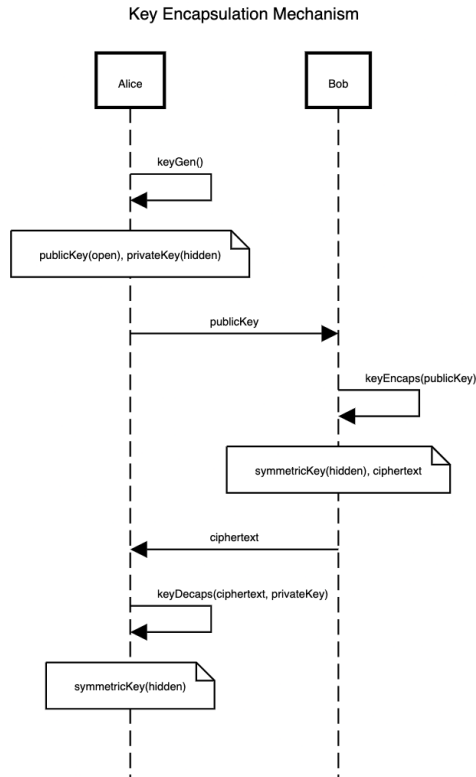 Key Encapsulation Mechanism
Alice
Bob
keyGen()
publicKey(open), privateKey(hidden)
publicKey
keyEncaps(publicKey)
symmetricKey(hidden), ciphertext
ciphertext
keyDecaps(ciphertext, privateKey)
symmetricKey(hidden)